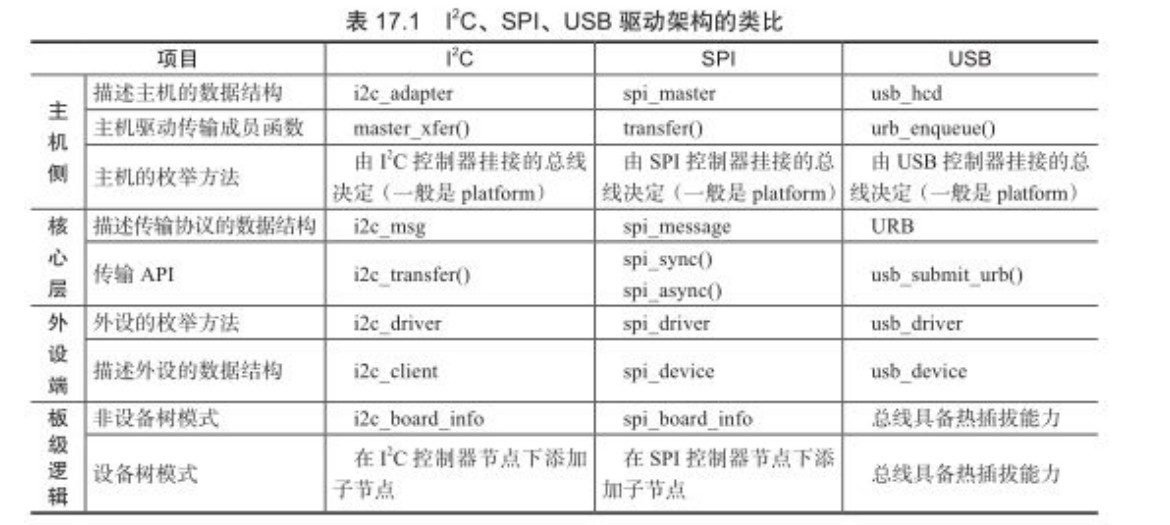 表 17.1 I²C、SPI、USB 驱动架构的类比
项目 I²C SPI USB
主机侧
描述主机的数据结构 i2c_adapter spi_master usb_hcd
主机驱动传输成员函数 master_xfer() transfer() urb_enqueue()
主机的枚举方法 由 I²C 控制器挂接的总线决定（一般是 platform） 由 SPI 控制器挂接的总线决定（一般是 platform） 由 USB 控制器挂接的总线决定（一般是 platform）
核心层
描述传输协议的数据结构 i2c_msg spi_message URB
传输 API i2c_transfer() spi_sync() spi_async() usb_submit_urb()
外设端
外设的枚举方法 i2c_driver spi_driver usb_driver
描述外设的数据结构 i2c_client spi_device usb_device
板级逻辑
非设备树模式 i2c_board_info spi_board_info 总线具备热插拔能力
设备树模式 在 I²C 控制器节点下添加子节点 在 SPI 控制器节点下添加子节点 总线具备热插拔能力